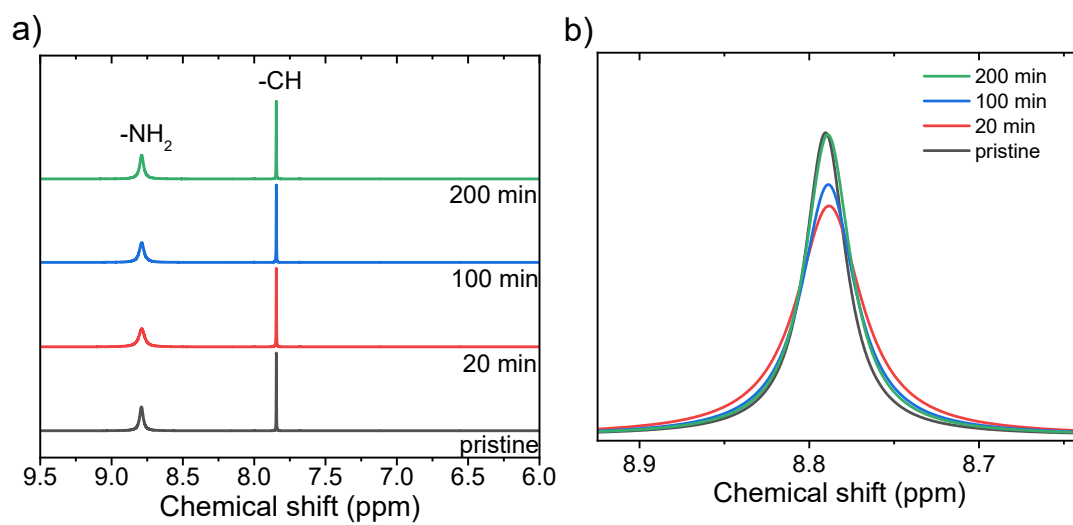 a)
-CH
-NH2
200 min
100 min
20 min
pristine
9.5 9.0 8.5 8.0 7.5 7.0 6.5 6.0
Chemical shift (ppm)
b)
200 min
100 min
20 min
pristine
8.9 8.8 8.7
Chemical shift (ppm)